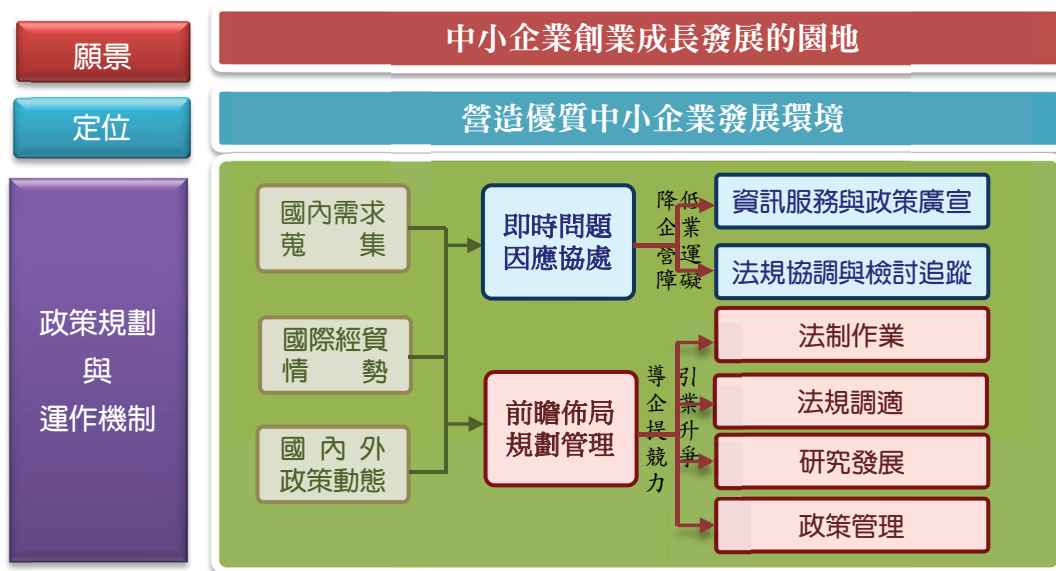 願景
中小企業創業成長發展的園地
定位
營造優質中小企業發展環境
政策規劃
與
運作機制
國內需求
蒐 集
國際經貿
情 勢
國內外
政策動態
即時問題
因應協處
降低
企業
營運
障礙
資訊服務與政策廣宣
法規協調與檢討追蹤
前瞻佈局
規劃管理
導引
企業
提升
競爭
力
法制作業
法規調適
研究發展
政策管理